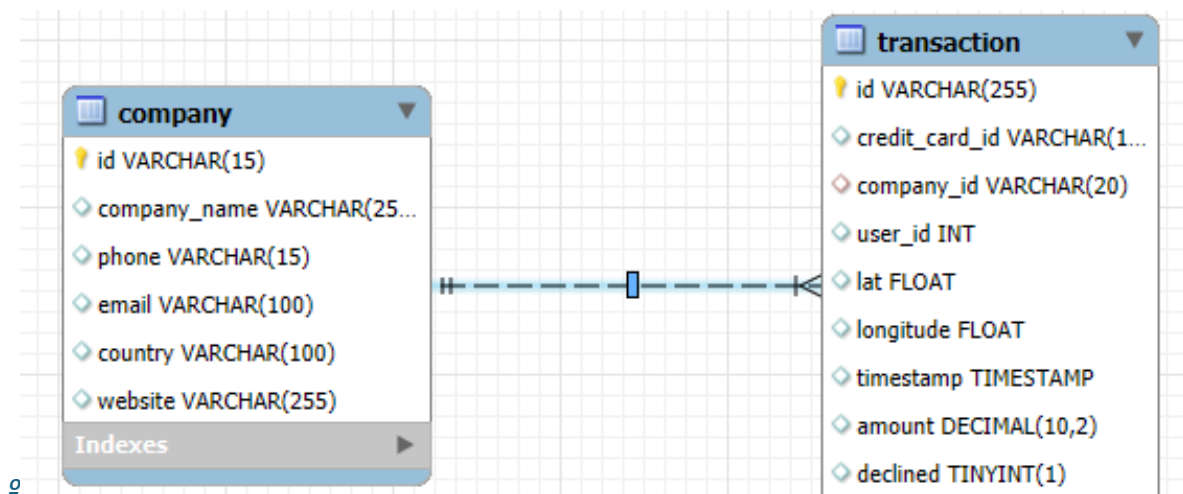 company
id VARCHAR(15)
company_name VARCHAR(25...
phone VARCHAR(15)
email VARCHAR(100)
country VARCHAR(100)
website VARCHAR(255)
Indexes
transaction
id VARCHAR(255)
credit_card_id VARCHAR(1...
company_id VARCHAR(20)
user_id INT
lat FLOAT
longitude FLOAT
timestamp TIMESTAMP
amount DECIMAL(10,2)
declined TINYINT(1)